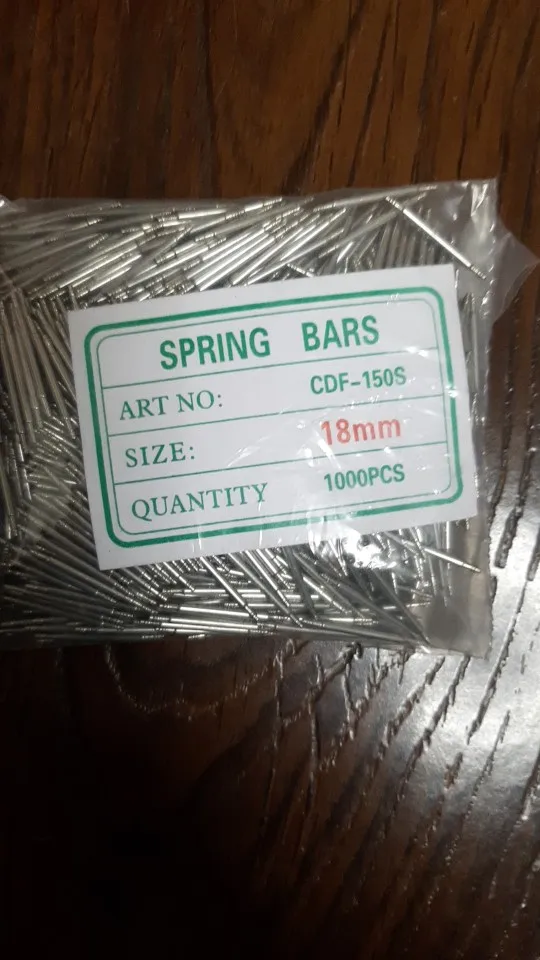 SPRING BARS
ART NO: CDF-150S
SIZE: 18mm
QUANTITY 1000PCS